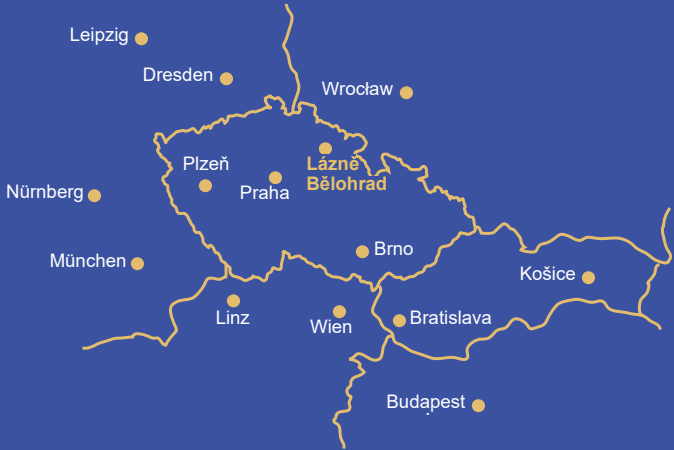 Leipzig
Dresden
Wrocław
Plzeň
Lázně
Bělohrad
Nürnberg
Praha
München
Brno
Košice
Linz
Wien
Bratislava
Budapest